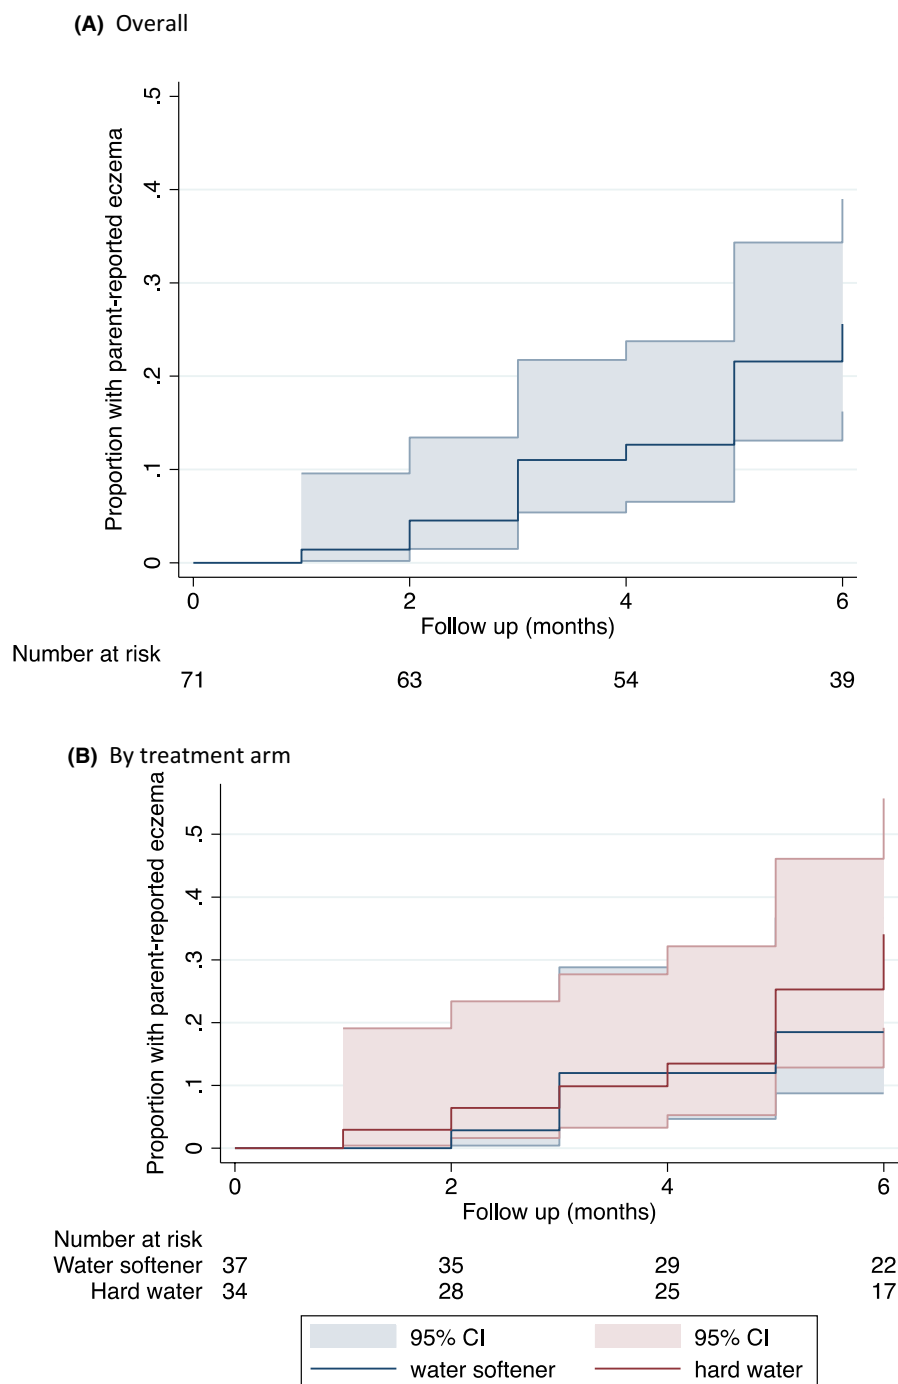 (A) Overall
Proportion with parent-reported eczema
.5
.4
.3
.2
.1
0
0 2 4 6
Follow up (months)
Number at risk
71 63 54 39
(B) By treatment arm
Proportion with parent-reported eczema
.5
.4
.3
.2
.1
0
0 2 4 6
Follow up (months)
Number at risk
Water softener 37 35 29 22
Hard water 34 28 25 17
95% CI 95% CI
water softener hard water